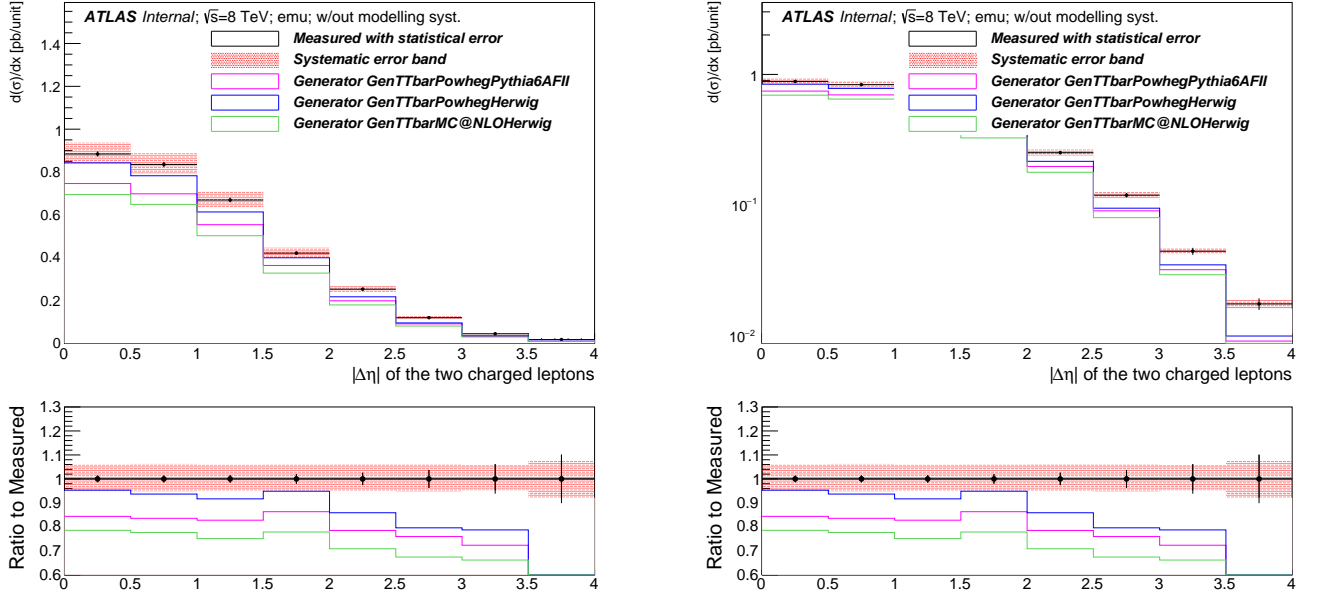 ATLAS Internal; √s=8 TeV; emu; w/out modelling syst.
Measured with statistical error
Systematic error band
Generator GenTTbarPowhegPythia6AFII
Generator GenTTbarPowhegHerwig
Generator GenTTbarMC@NLOHerwig
d(σ)/dx [pb/unit]
1.4
1.2
1
0.8
0.6
0.4
0.2
0
0 0.5 1 1.5 2 2.5 3 3.5 4
|Δη| of the two charged leptons
Ratio to Measured
1.3
1.2
1.1
1
0.9
0.8
0.7
0.6
0 0.5 1 1.5 2 2.5 3 3.5 4
ATLAS Internal; √s=8 TeV; emu; w/out modelling syst.
Measured with statistical error
Systematic error band
Generator GenTTbarPowhegPythia6AFII
Generator GenTTbarPowhegHerwig
Generator GenTTbarMC@NLOHerwig
d(σ)/dx [pb/unit]
1
10⁻¹
10⁻²
0 0.5 1 1.5 2 2.5 3 3.5 4
|Δη| of the two charged leptons
Ratio to Measured
1.3
1.2
1.1
1
0.9
0.8
0.7
0.6
0 0.5 1 1.5 2 2.5 3 3.5 4